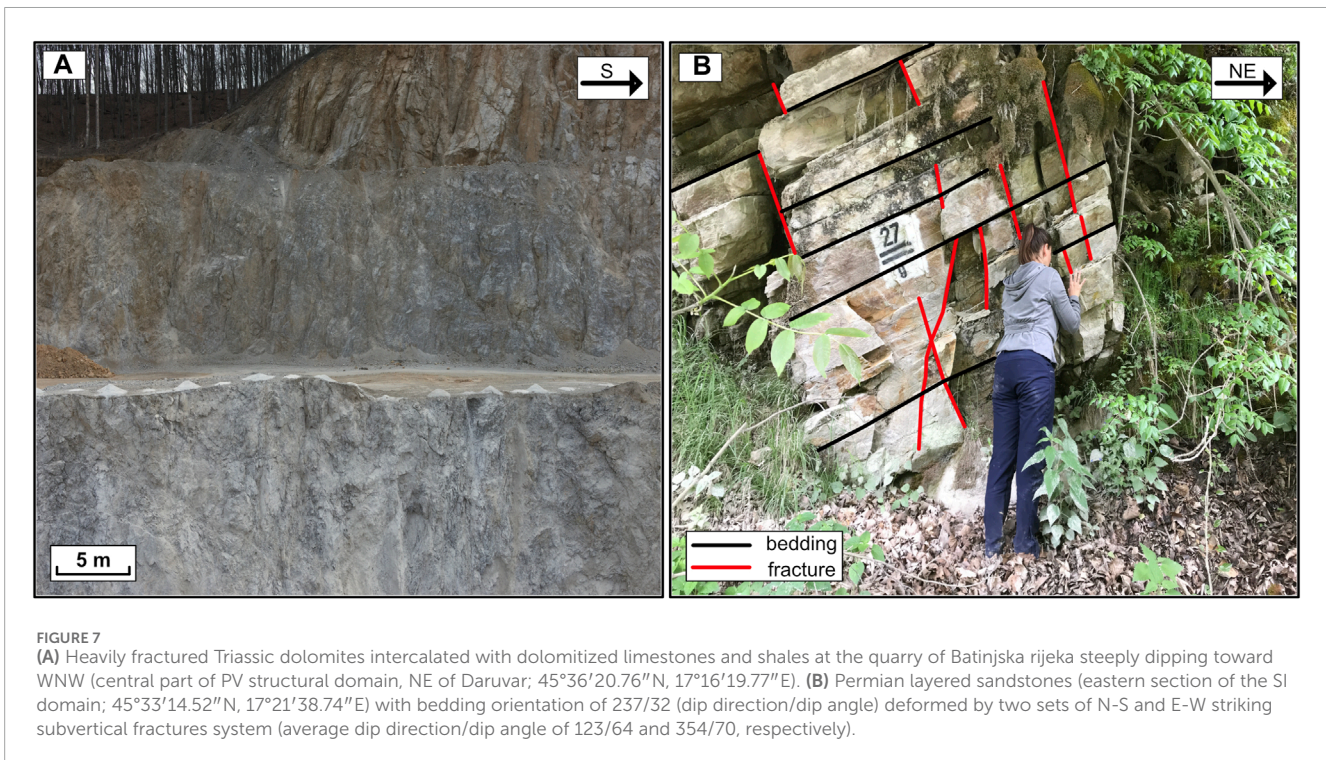 A
S
5 m
B
NE
27
9
bedding
fracture
FIGURE 7
(A) Heavily fractured Triassic dolomites intercalated with dolomitized limestones and shales at the quarry of Batinjska rijeka steeply dipping toward
WNW (central part of PV structural domain, NE of Daruvar; 45°36′20.76″N, 17°16′19.77″E). (B) Permian layered sandstones (eastern section of the SI
domain; 45°33′14.52″N, 17°21′38.74″E) with bedding orientation of 237/32 (dip direction/dip angle) deformed by two sets of N-S and E-W striking
subvertical fractures system (average dip direction/dip angle of 123/64 and 354/70, respectively).